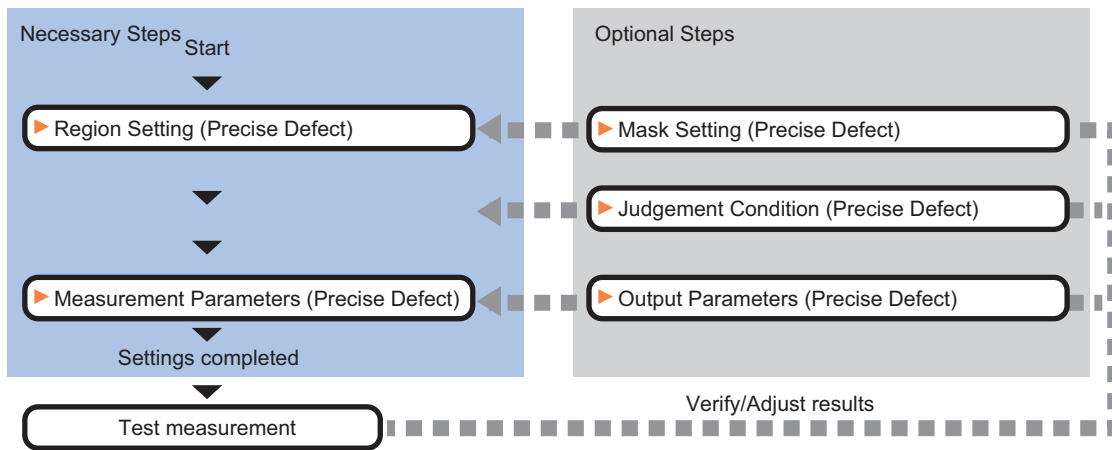 Necessary Steps
Start
Region Setting (Precise Defect)
Measurement Parameters (Precise Defect)
Settings completed
Test measurement
Optional Steps
Mask Setting (Precise Defect)
Judgement Condition (Precise Defect)
Output Parameters (Precise Defect)
Verify/Adjust results